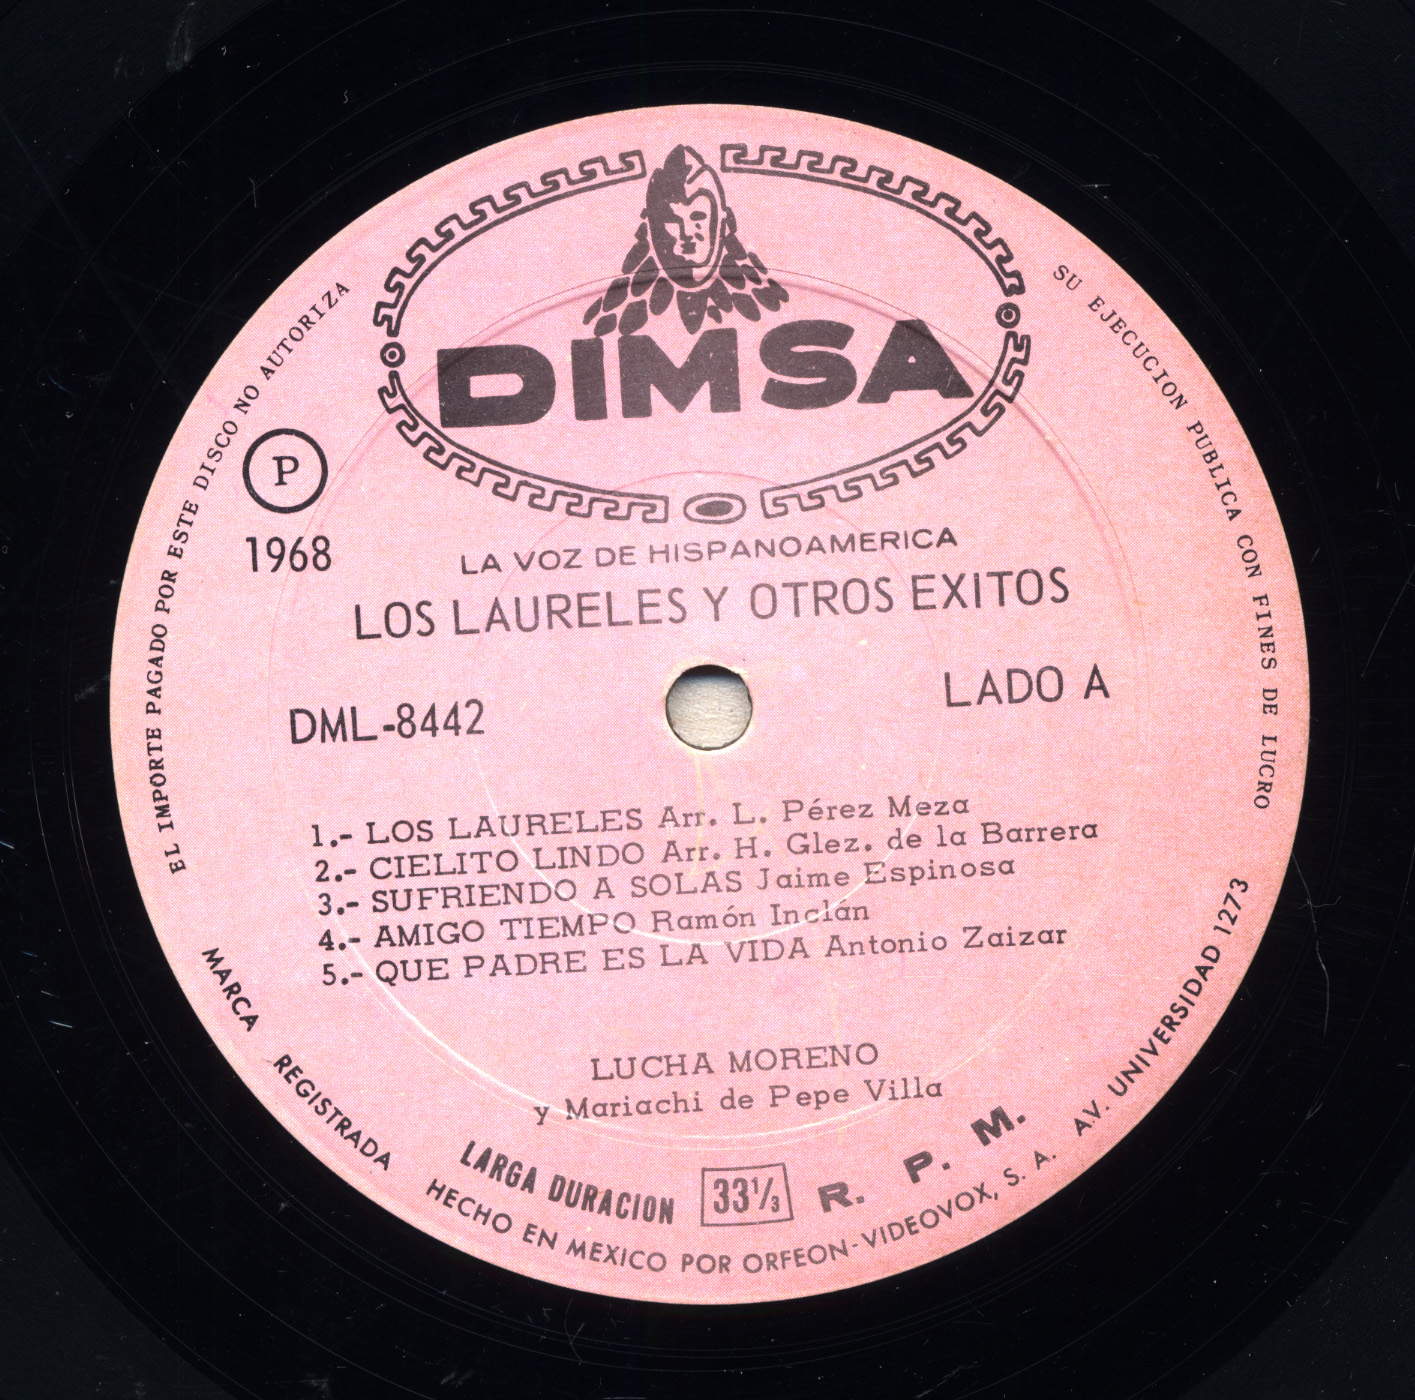 DIMSA
EL IMPORTE PAGADO POR ESTE DISCO NO AUTORIZA
SU EJECUCION PUBLICA CON FINES DE LUCRO
P
1968
LA VOZ DE HISPANOAMERICA
LOS LAURELES Y OTROS EXITOS
DML-8442
LADO A
1.- LOS LAURELES Arr. L. Pérez Meza
2.- CIELITO LINDO Arr. H. Glez. de la Barrera
3.- SUFRIENDO A SOLAS Jaime Espinosa
4.- AMIGO TIEMPO Ramón Inclán
5.- QUE PADRE ES LA VIDA Antonio Zaizar
LUCHA MORENO
y Mariachi de Pepe Villa
LARGA DURACION 33⅓ R. P. M.
MARCA REGISTRADA HECHO EN MEXICO POR ORFEON-VIDEOVOX, S. A. AV. UNIVERSIDAD 1273